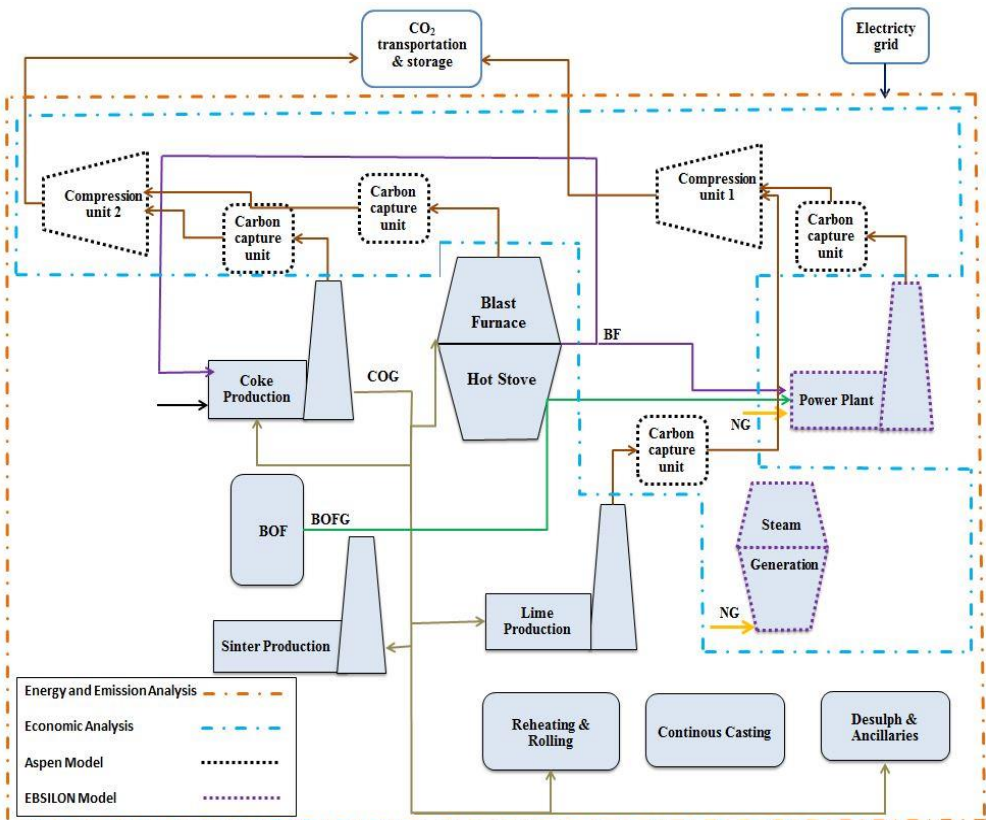 CO2
transportation
& storage
Electricty
grid
Compression
unit 2
Carbon
capture
unit
Carbon
capture
unit
Compression
unit 1
Carbon
capture
unit
Blast
Furnace
Hot Stove
BF
Coke
Production
COG
Power Plant
NG
Carbon
capture
unit
BOF
BOFG
Steam
Generation
NG
Sinter Production
Lime
Production
Energy and Emission Analysis
Economic Analysis
Aspen Model
EBSILON Model
Reheating &
Rolling
Continous Casting
Desulph &
Ancillaries